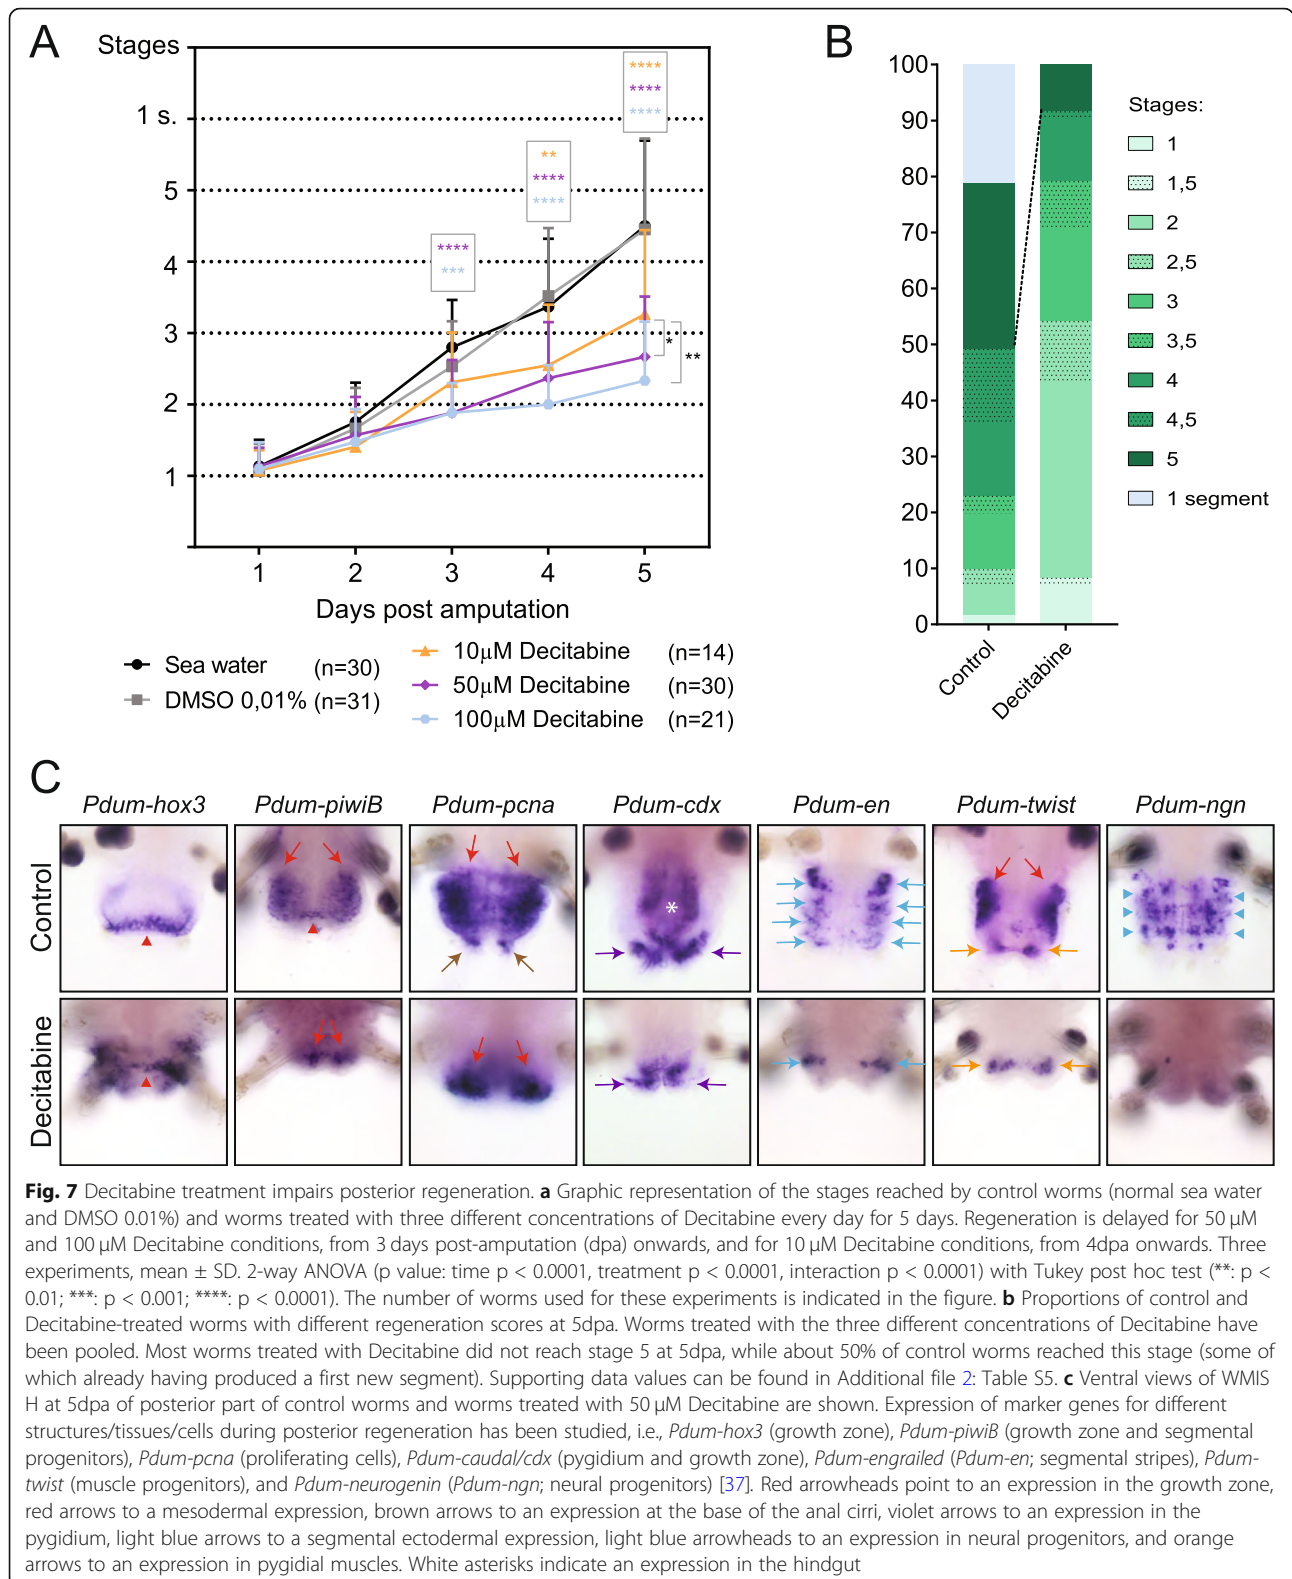 A
Stages
1 s.
5
4
3
2
1
****
****
****
**
****
****
****
***
*
**
1 2 3 4 5
Days post amputation
Sea water (n=30)
DMSO 0,01% (n=31)
10µM Decitabine (n=14)
50µM Decitabine (n=30)
100µM Decitabine (n=21)
B
100
90
80
70
60
50
40
30
20
10
0
Control
Decitabine
Stages:
1
1,5
2
2,5
3
3,5
4
4,5
5
1 segment
C
Pdum-hox3 Pdum-piwiB Pdum-pcna Pdum-cdx Pdum-en Pdum-twist Pdum-ngn
Control
*
Decitabine
Fig. 7 Decitabine treatment impairs posterior regeneration. a Graphic representation of the stages reached by control worms (normal sea water
and DMSO 0.01%) and worms treated with three different concentrations of Decitabine every day for 5 days. Regeneration is delayed for 50 µM
and 100 µM Decitabine conditions, from 3 days post-amputation (dpa) onwards, and for 10 µM Decitabine conditions, from 4dpa onwards. Three
experiments, mean ± SD. 2-way ANOVA (p value: time p < 0.0001, treatment p < 0.0001, interaction p < 0.0001) with Tukey post hoc test (**: p <
0.01; ***: p < 0.001; ****: p < 0.0001). The number of worms used for these experiments is indicated in the figure. b Proportions of control and
Decitabine-treated worms with different regeneration scores at 5dpa. Worms treated with the three different concentrations of Decitabine have
been pooled. Most worms treated with Decitabine did not reach stage 5 at 5dpa, while about 50% of control worms reached this stage (some of
which already having produced a first new segment). Supporting data values can be found in Additional file 2: Table S5. c Ventral views of WMIS
H at 5dpa of posterior part of control worms and worms treated with 50 µM Decitabine are shown. Expression of marker genes for different
structures/tissues/cells during posterior regeneration has been studied, i.e., Pdum-hox3 (growth zone), Pdum-piwiB (growth zone and segmental
progenitors), Pdum-pcna (proliferating cells), Pdum-caudal/cdx (pygidium and growth zone), Pdum-engrailed (Pdum-en; segmental stripes), Pdum-
twist (muscle progenitors), and Pdum-neurogenin (Pdum-ngn; neural progenitors) [37]. Red arrowheads point to an expression in the growth zone,
red arrows to a mesodermal expression, brown arrows to an expression at the base of the anal cirri, violet arrows to an expression in the
pygidium, light blue arrows to a segmental ectodermal expression, light blue arrowheads to an expression in neural progenitors, and orange
arrows to an expression in pygidial muscles. White asterisks indicate an expression in the hindgut